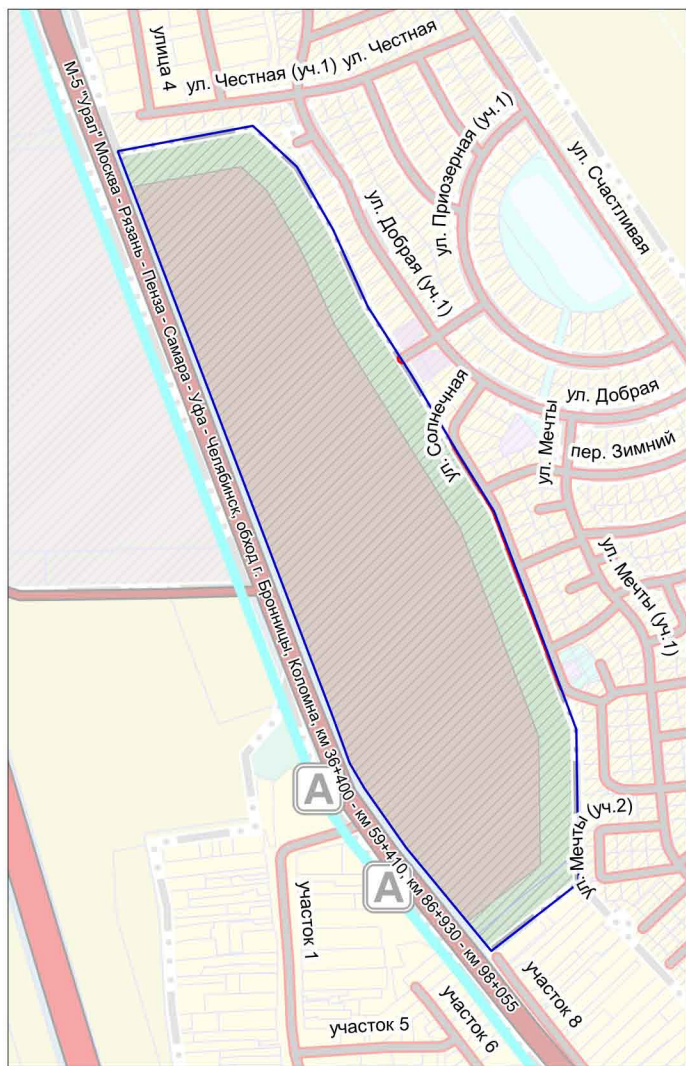 улица 4
ул. Честная (уч.1)
ул. Честная
ул. Приозерная (уч.1)
ул. Счастливая
ул. Добрая (уч.1)
М-5 "Урал" Москва - Рязань - Пенза - Самара - Уфа - Челябинск, обход г. Бронницы, Коломна, км 36+400 - км 59+410, км 86+930 - км 98+055
ул. Солнечная
ул. Мечты
ул. Добрая
пер. Зимний
ул. Мечты (уч.1)
А
А
ул. Мечты (уч.2)
участок 1
участок 5
участок 6
участок 8